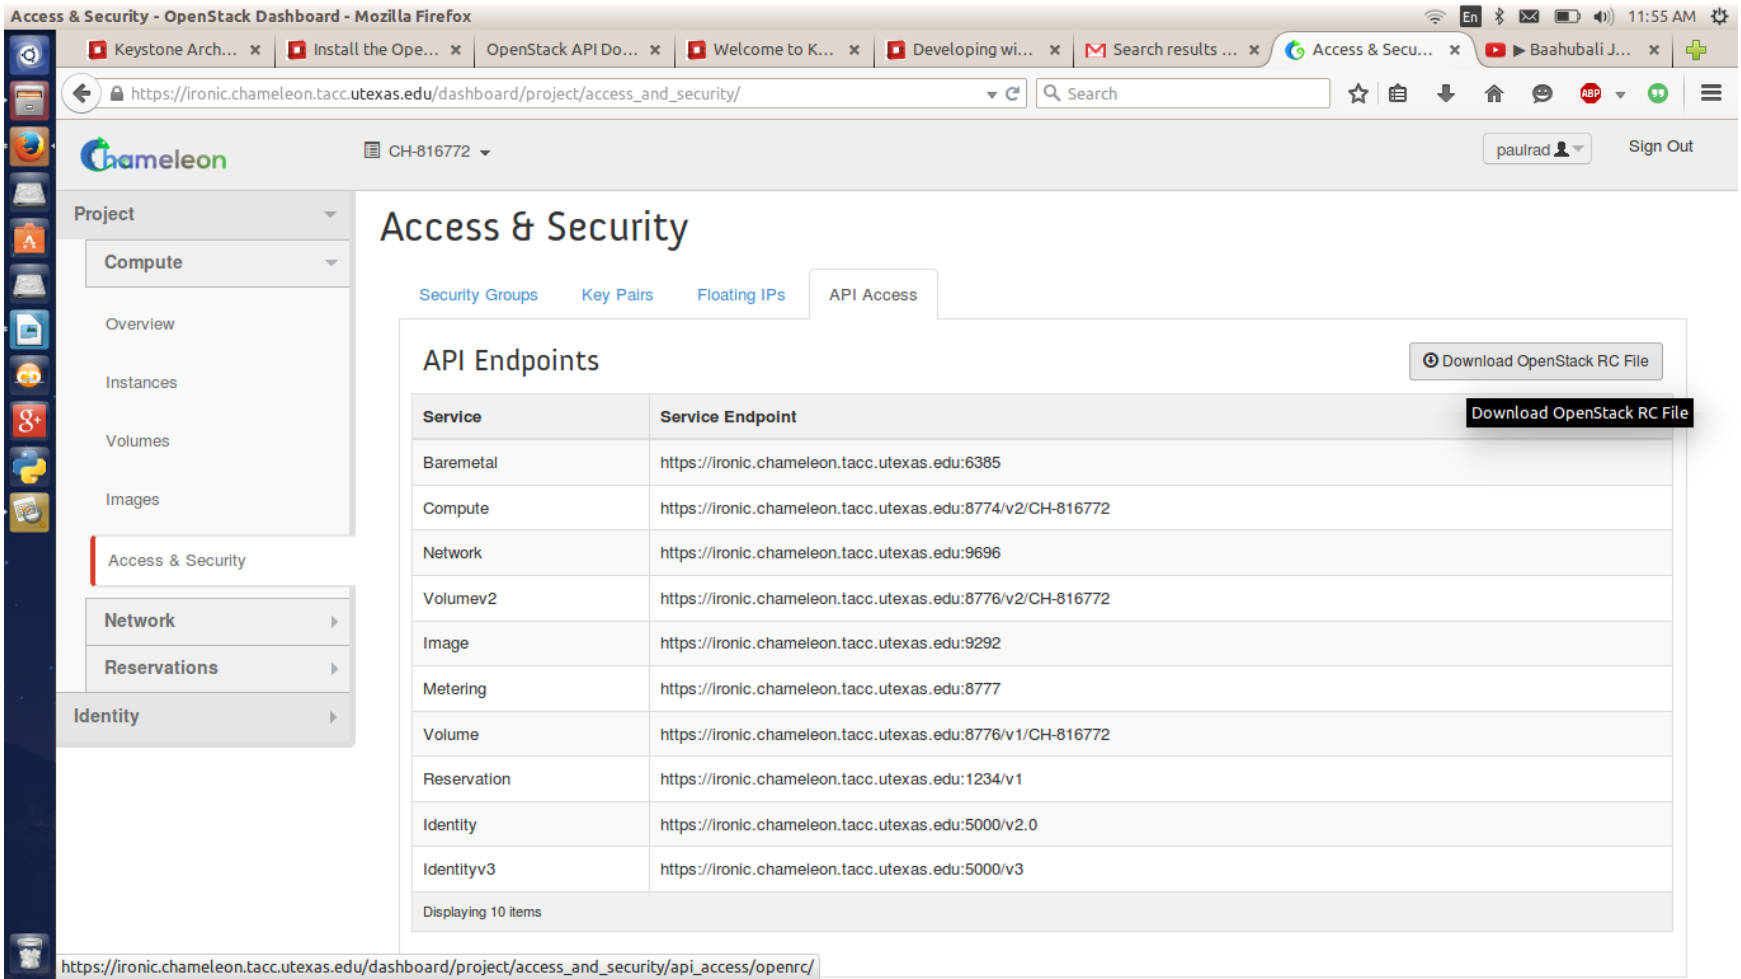 Access & Security - OpenStack Dashboard - Mozilla Firefox
En
11:55 AM
Keystone Arch... ×
Install the Ope... ×
OpenStack API Do... ×
Welcome to K... ×
Developing wi... ×
Search results ... ×
Access & Secu... ×
▶ Baahubali J... ×
https://ironic.chameleon.tacc.utexas.edu/dashboard/project/access_and_security/
Search
ABP
Chameleon
CH-816772
paulrad
Sign Out
Project
Compute
Overview
Instances
Volumes
Images
Access & Security
Network
Reservations
Identity
Access & Security
Security Groups
Key Pairs
Floating IPs
API Access
API Endpoints
Download OpenStack RC File
Download OpenStack RC File
Service Service Endpoint
Baremetal https://ironic.chameleon.tacc.utexas.edu:6385
Compute https://ironic.chameleon.tacc.utexas.edu:8774/v2/CH-816772
Network https://ironic.chameleon.tacc.utexas.edu:9696
Volumev2 https://ironic.chameleon.tacc.utexas.edu:8776/v2/CH-816772
Image https://ironic.chameleon.tacc.utexas.edu:9292
Metering https://ironic.chameleon.tacc.utexas.edu:8777
Volume https://ironic.chameleon.tacc.utexas.edu:8776/v1/CH-816772
Reservation https://ironic.chameleon.tacc.utexas.edu:1234/v1
Identity https://ironic.chameleon.tacc.utexas.edu:5000/v2.0
Identityv3 https://ironic.chameleon.tacc.utexas.edu:5000/v3
Displaying 10 items
https://ironic.chameleon.tacc.utexas.edu/dashboard/project/access_and_security/api_access/openrc/